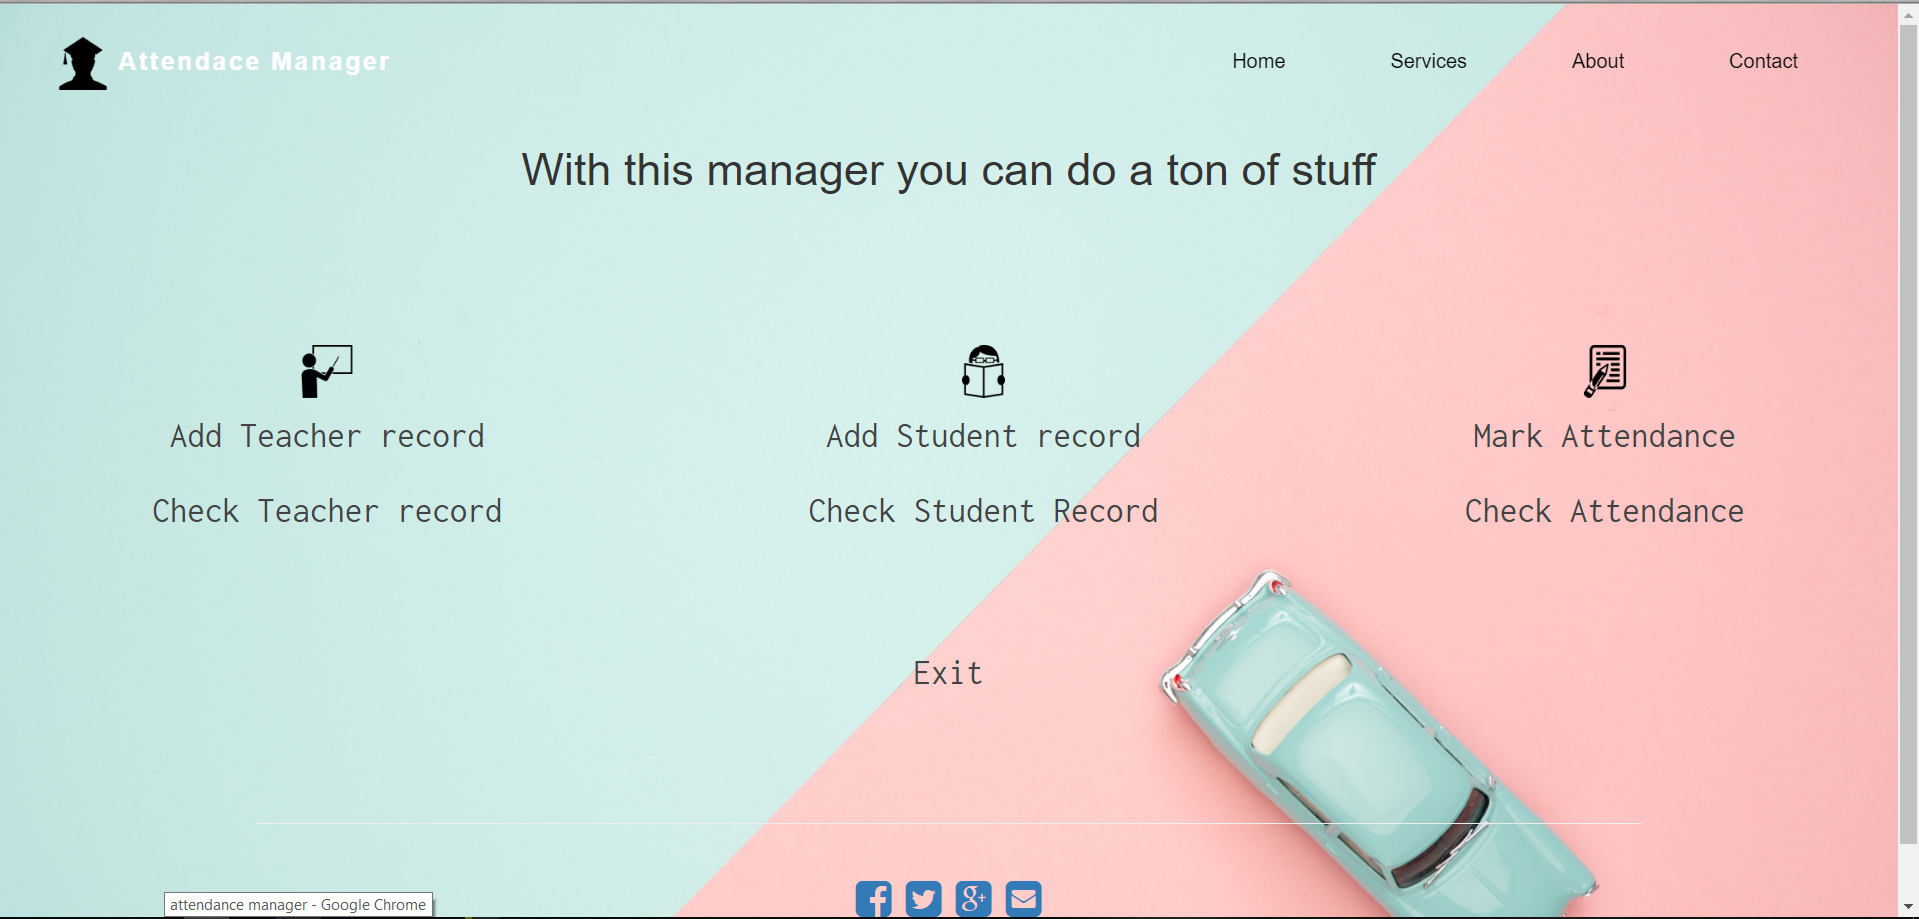 Attendace Manager
Home Services About Contact
With this manager you can do a ton of stuff
Add Teacher record Add Student record Mark Attendance
Check Teacher record Check Student Record Check Attendance
Exit
attendance manager - Google Chrome